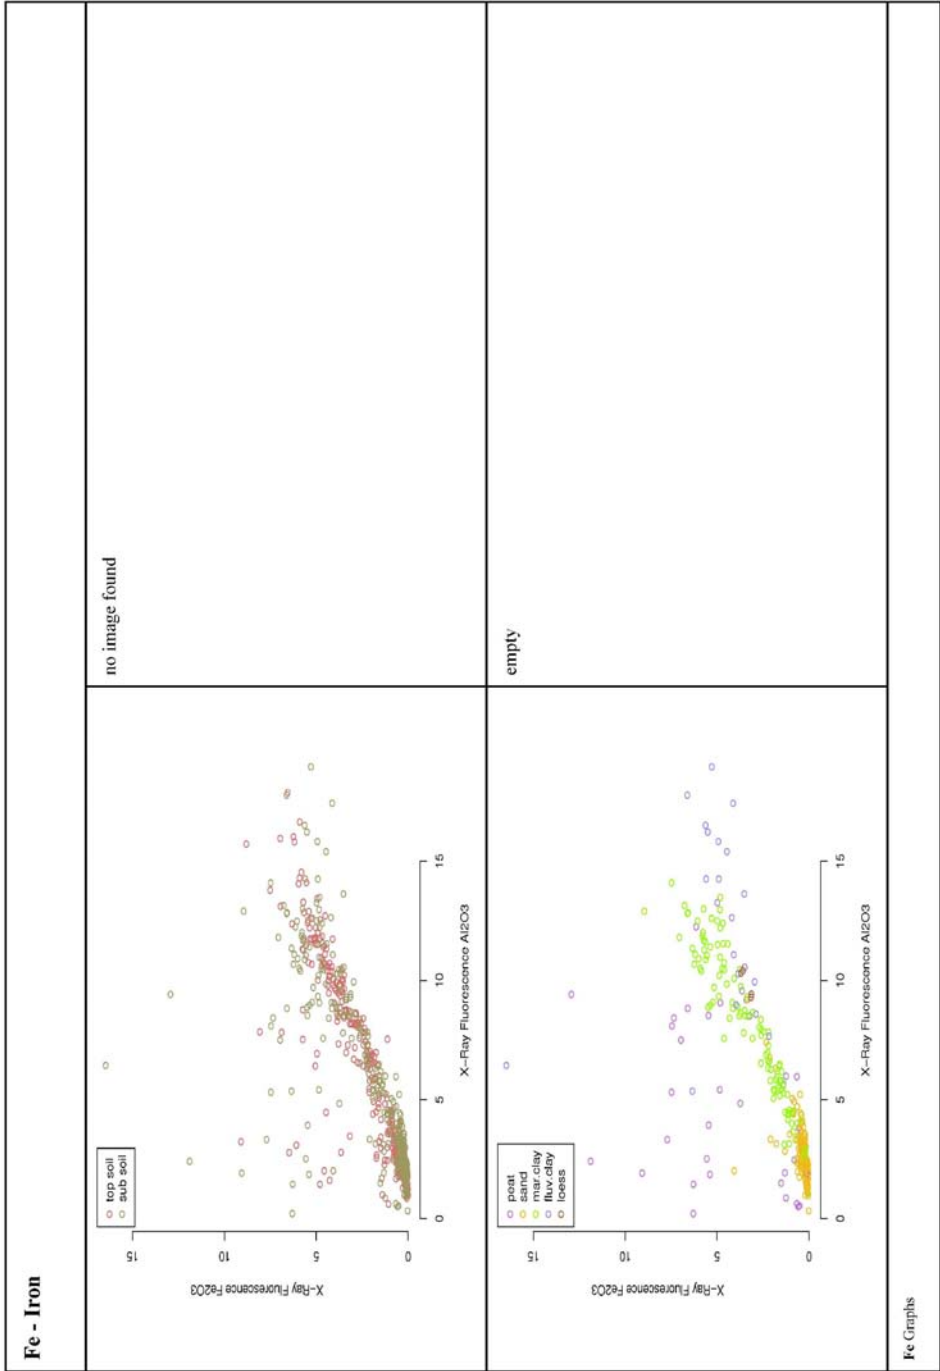 Fe - Iron
top soil
sub soil
X-Ray Fluorescence Fe2O3
15
10
5
0
0
5
10
15
X-Ray Fluorescence Al2O3
no image found
peat
sand
mar.clay
fluv.clay
loess
X-Ray Fluorescence Fe2O3
15
10
5
0
0
5
10
15
X-Ray Fluorescence Al2O3
empty
Fe Graphs